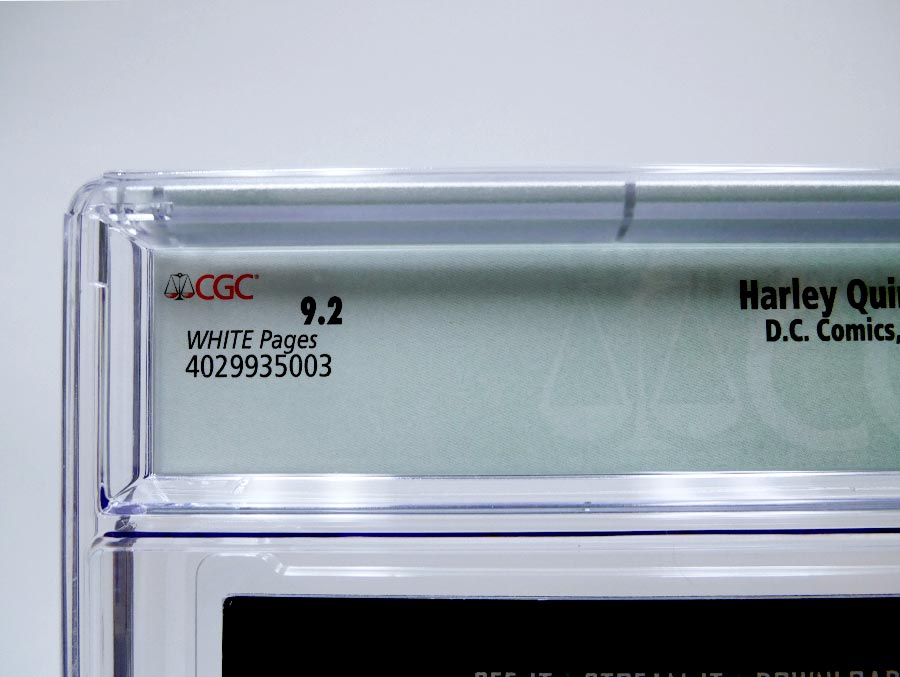 CGC
9.2
WHITE Pages
4029935003
Harley Qui
D.C. Comics,